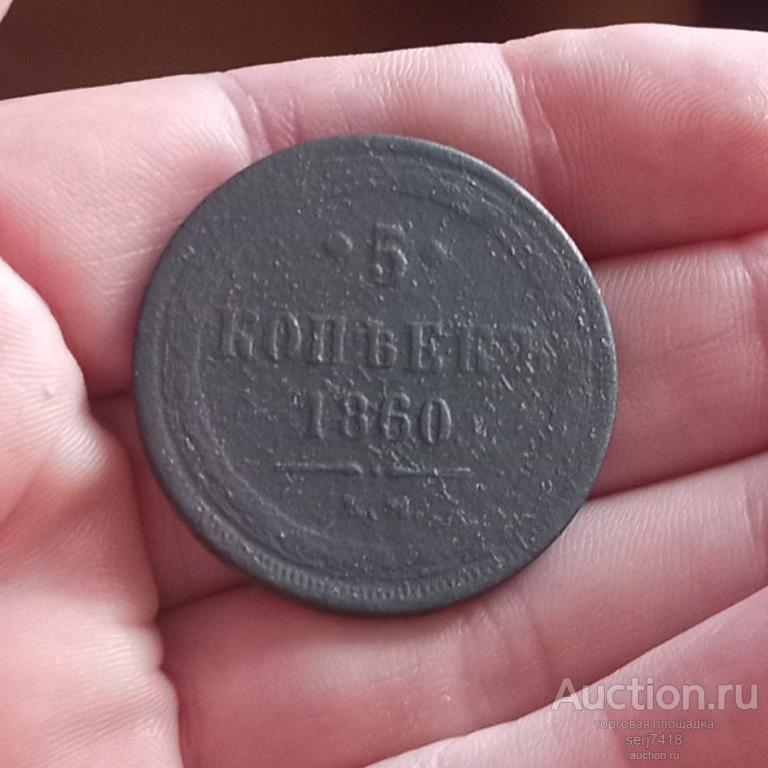 5
КОПѢЕКЪ
1860
Auction.ru
торговая площадка
serj7418
auction.ru